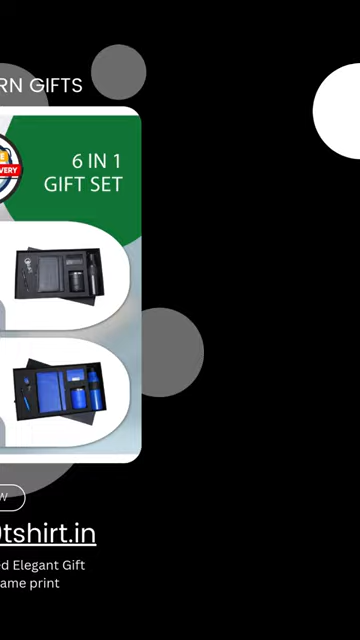 RN GIFTS
E
VERY
6 IN 1
GIFT SET
W
tshirt.in
d Elegant Gift
ame print